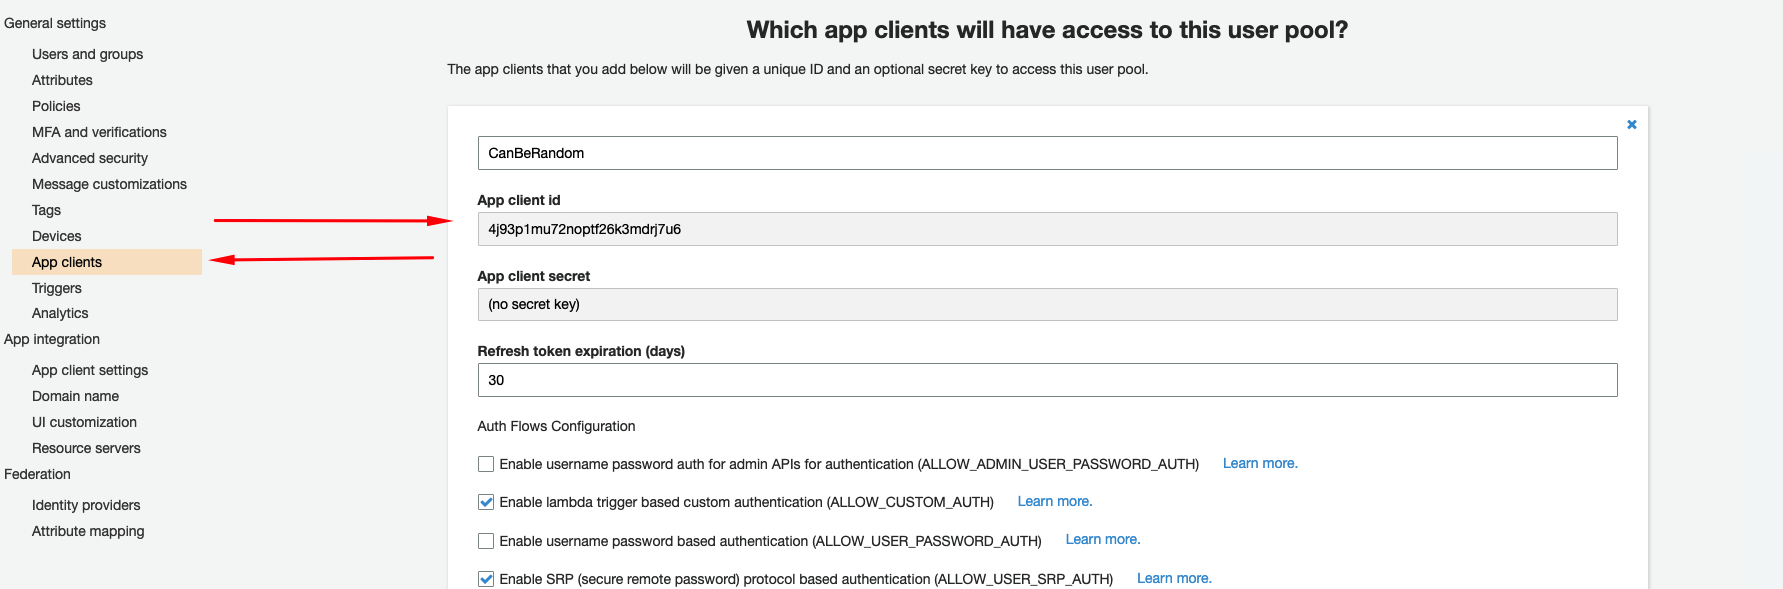 General settings
Users and groups
Attributes
Policies
MFA and verifications
Advanced security
Message customizations
Tags
Devices
App clients
Triggers
Analytics
App integration
App client settings
Domain name
UI customization
Resource servers
Federation
Identity providers
Attribute mapping
Which app clients will have access to this user pool?
The app clients that you add below will be given a unique ID and an optional secret key to access this user pool.
CanBeRandom
App client id
4j93p1mu72noptf26k3mdrj7u6
App client secret
(no secret key)
Refresh token expiration (days)
30
Auth Flows Configuration
Enable username password auth for admin APIs for authentication (ALLOW_ADMIN_USER_PASSWORD_AUTH) Learn more.
Enable lambda trigger based custom authentication (ALLOW_CUSTOM_AUTH) Learn more.
Enable username password based authentication (ALLOW_USER_PASSWORD_AUTH) Learn more.
Enable SRP (secure remote password) protocol based authentication (ALLOW_USER_SRP_AUTH) Learn more.